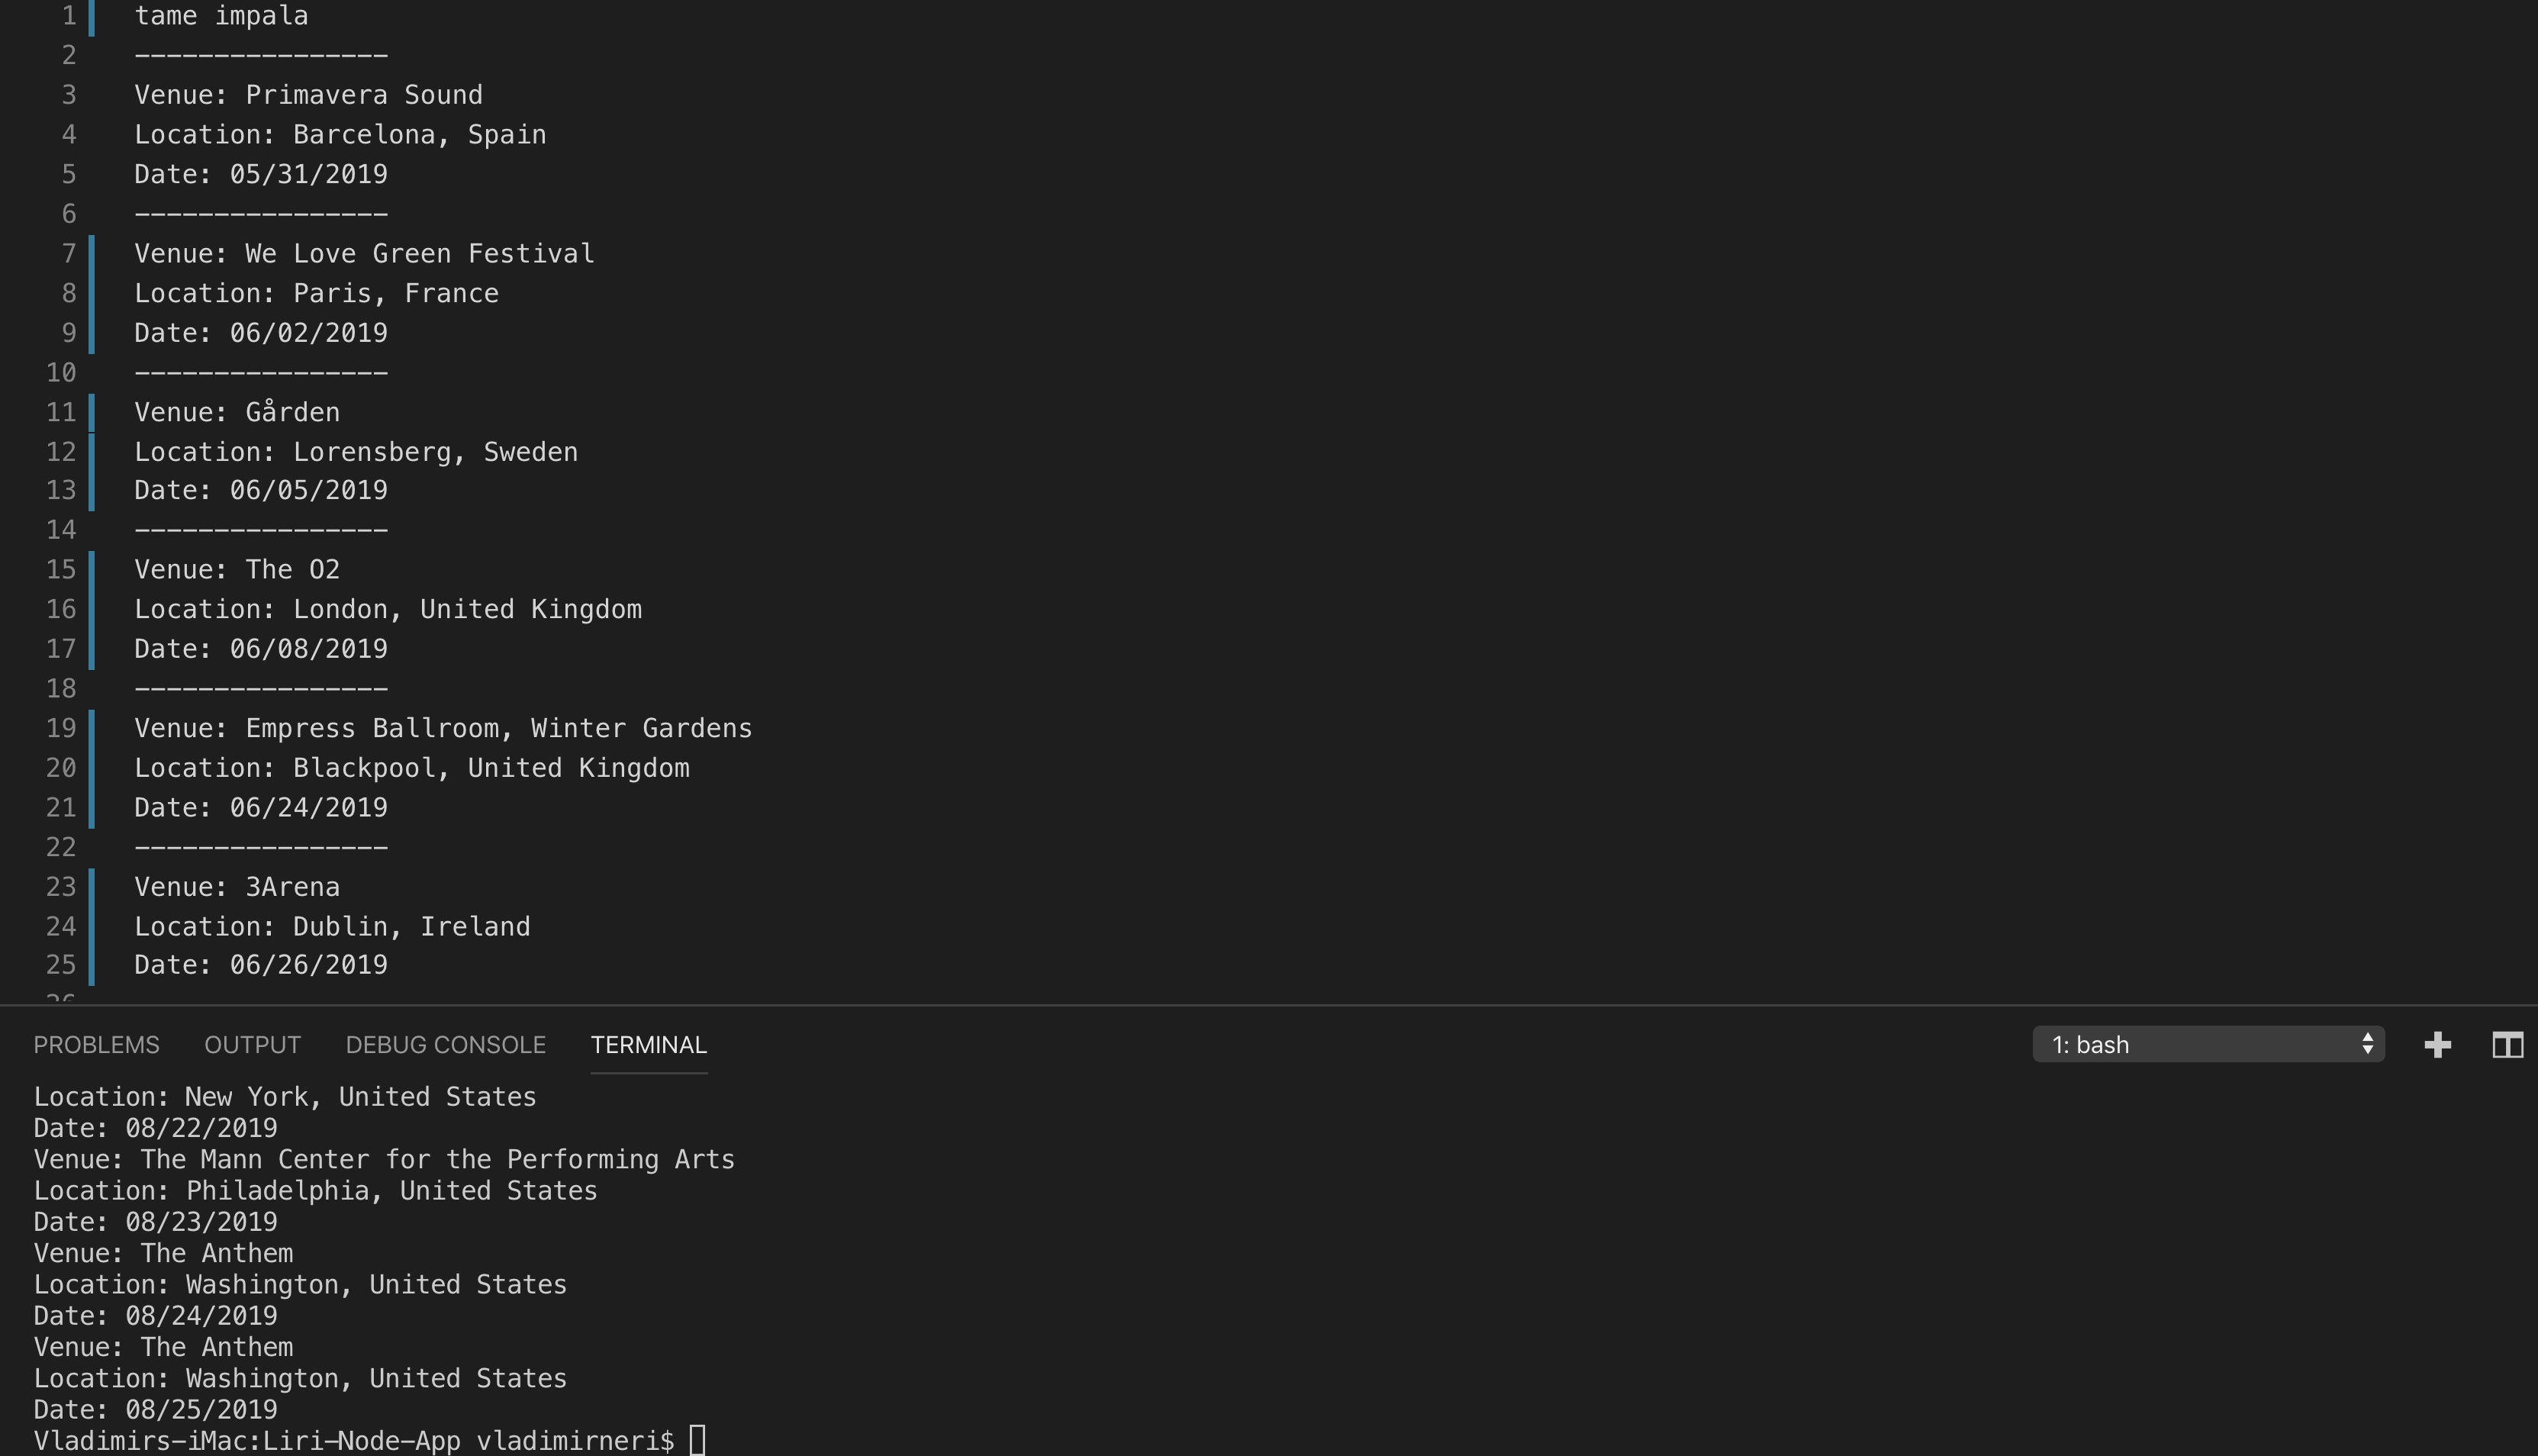 1 tame impala
2 ----------------
3 Venue: Primavera Sound
4 Location: Barcelona, Spain
5 Date: 05/31/2019
6 ----------------
7 Venue: We Love Green Festival
8 Location: Paris, France
9 Date: 06/02/2019
10 ----------------
11 Venue: Gården
12 Location: Lorensberg, Sweden
13 Date: 06/05/2019
14 ----------------
15 Venue: The O2
16 Location: London, United Kingdom
17 Date: 06/08/2019
18 ----------------
19 Venue: Empress Ballroom, Winter Gardens
20 Location: Blackpool, United Kingdom
21 Date: 06/24/2019
22 ----------------
23 Venue: 3Arena
24 Location: Dublin, Ireland
25 Date: 06/26/2019
26
PROBLEMS OUTPUT DEBUG CONSOLE TERMINAL 1: bash
Location: New York, United States
Date: 08/22/2019
Venue: The Mann Center for the Performing Arts
Location: Philadelphia, United States
Date: 08/23/2019
Venue: The Anthem
Location: Washington, United States
Date: 08/24/2019
Venue: The Anthem
Location: Washington, United States
Date: 08/25/2019
Vladimirs-iMac:Liri-Node-App vladimirneri$